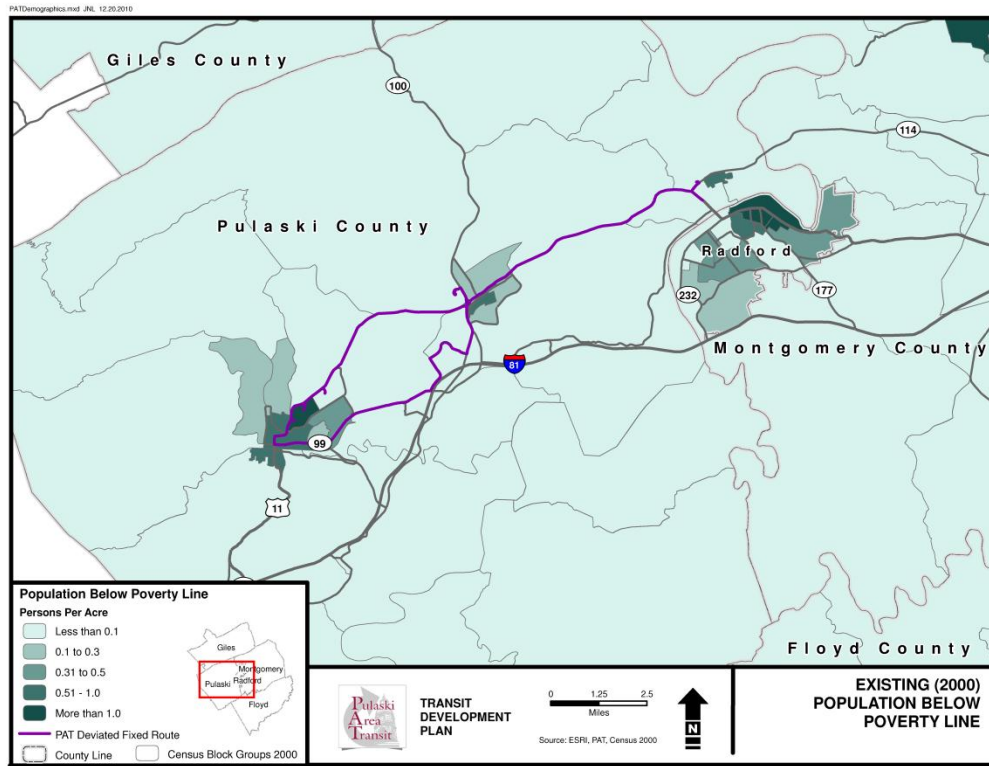 PATDemographics.mxd JNL 12.20.2010
Giles County
100
114
Pulaski County
Radford
232
177
Montgomery County
81
99
11
Floyd County
Population Below Poverty Line
Persons Per Acre
Less than 0.1
0.1 to 0.3
0.31 to 0.5
0.51 - 1.0
More than 1.0
PAT Deviated Fixed Route
County Line
Census Block Groups 2000
Giles
Montgomery
Pulaski
Radford
Floyd
Pulaski
Area
Transit
TRANSIT
DEVELOPMENT
PLAN
0 1.25 2.5
Miles
Source: ESRI, PAT, Census 2000
N
EXISTING (2000)
POPULATION BELOW
POVERTY LINE